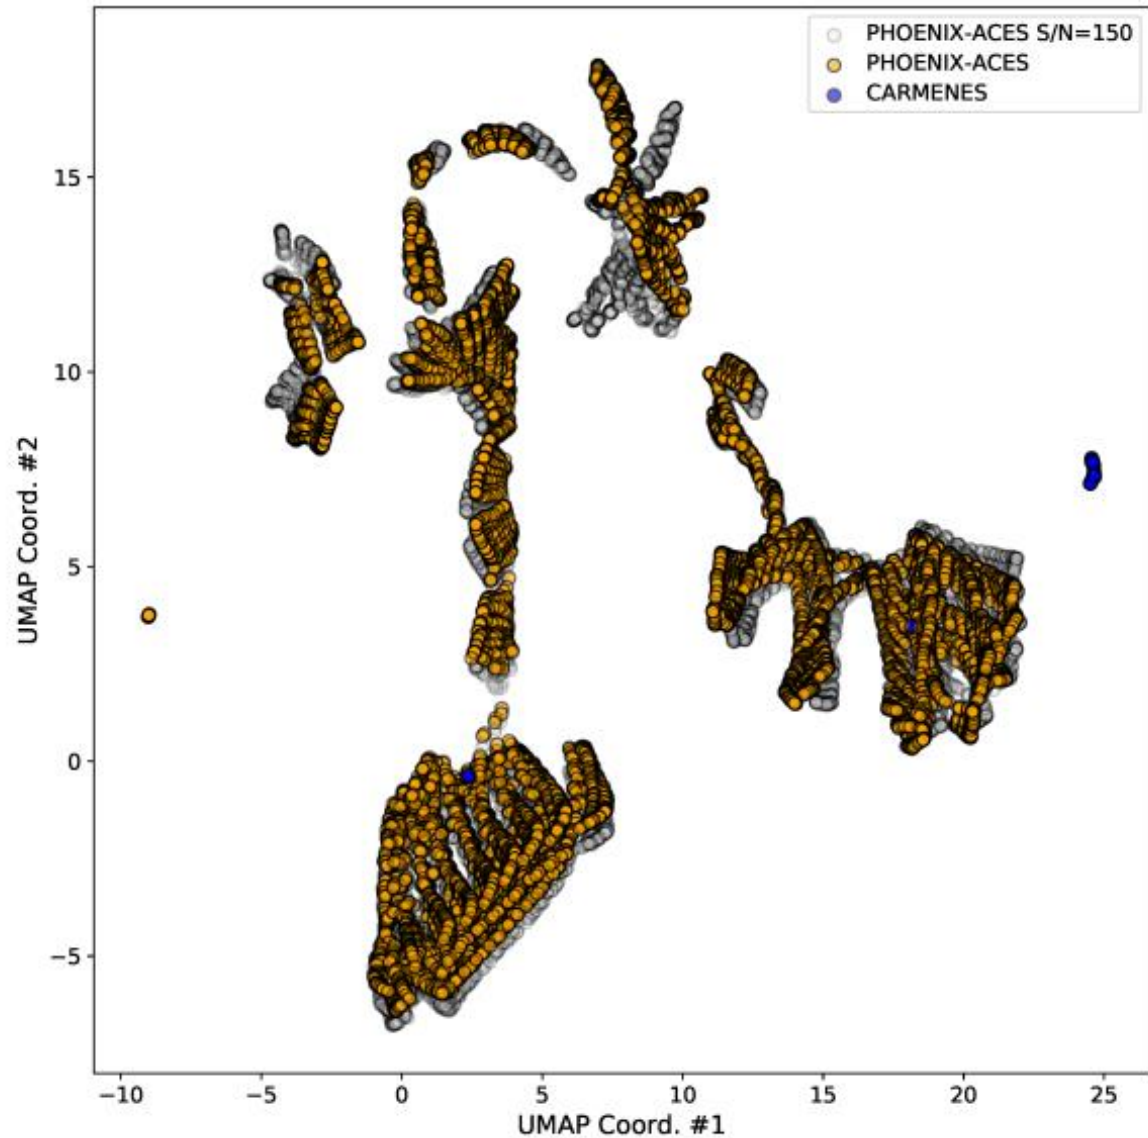 PHOENIX-ACES S/N=150
PHOENIX-ACES
CARMENES
15
10
5
0
−5
UMAP Coord. #2
−10
−5
0
5
10
15
20
25
UMAP Coord. #1